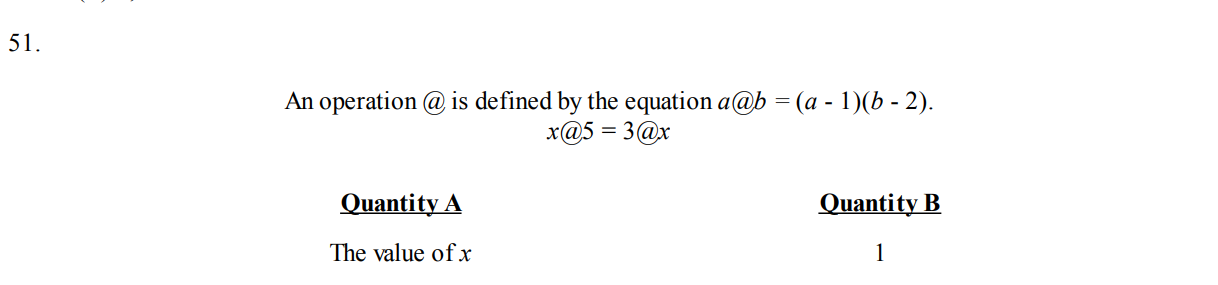 51.
An operation @ is defined by the equation a@b = (a - 1)(b - 2).
x@5 = 3@x
Quantity A Quantity B
The value of x 1